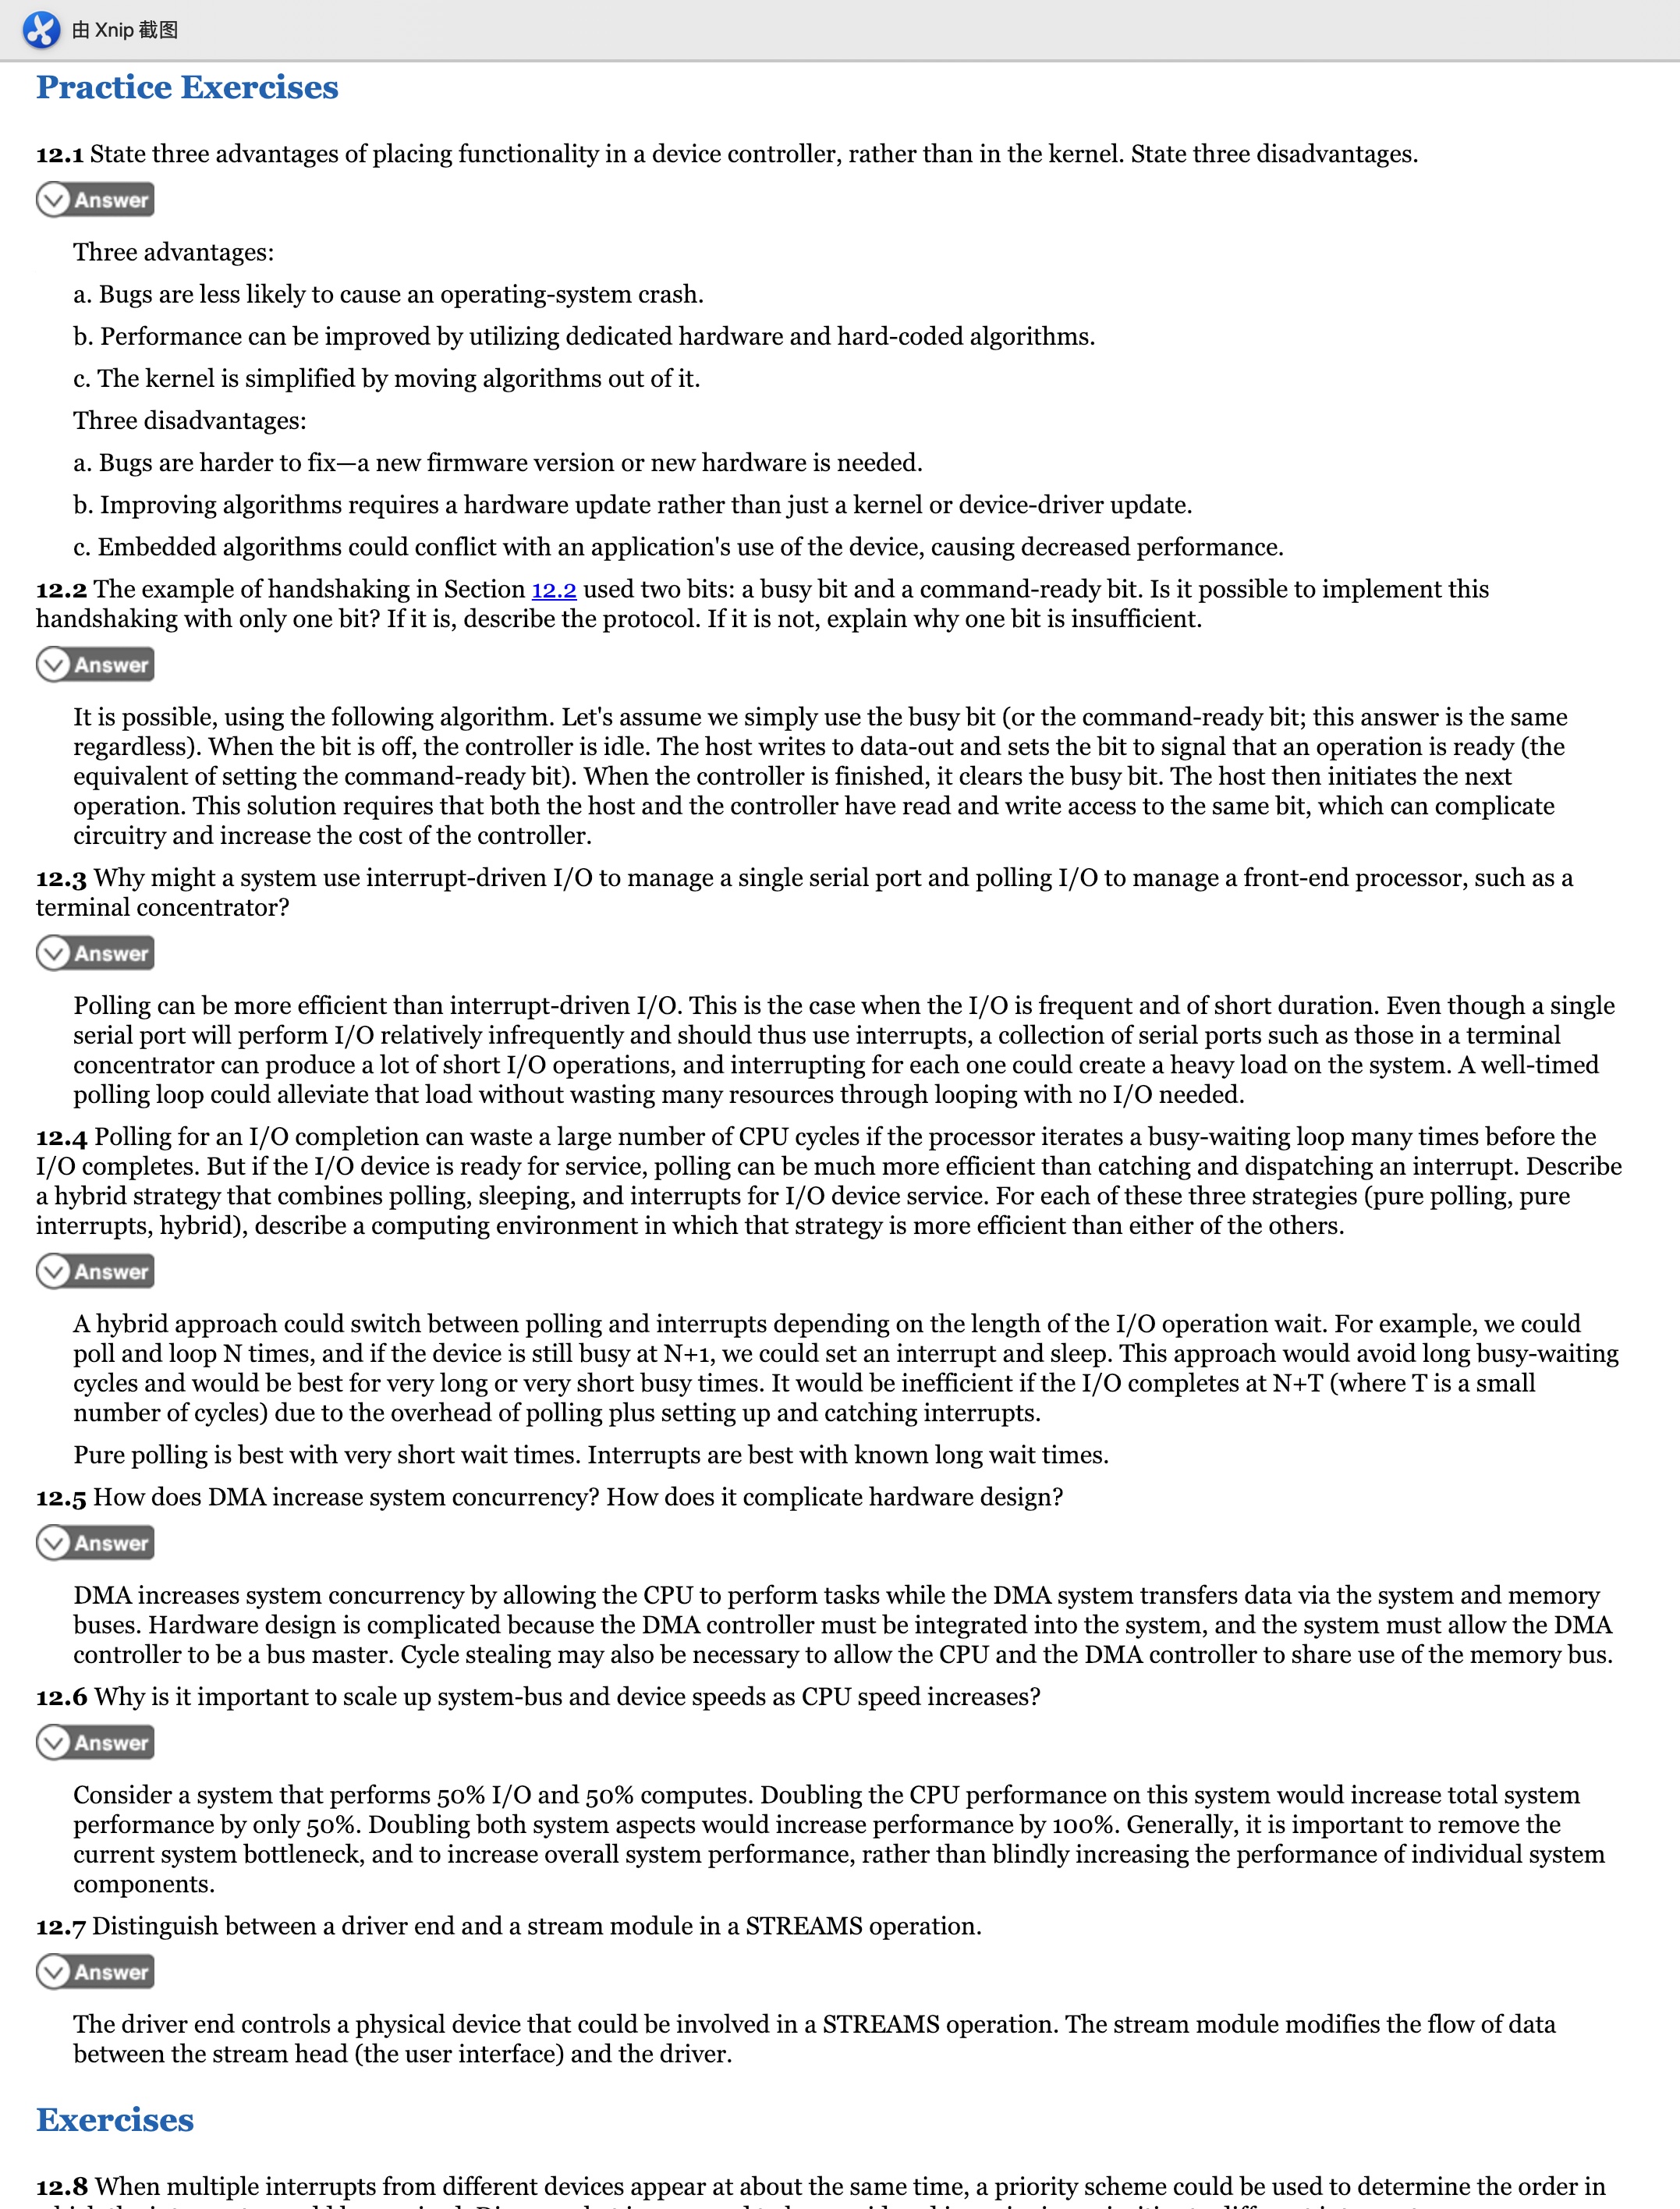 由 Xnip 截图
Practice Exercises
12.1 State three advantages of placing functionality in a device controller, rather than in the kernel. State three disadvantages.
Answer
Three advantages:
a. Bugs are less likely to cause an operating-system crash.
b. Performance can be improved by utilizing dedicated hardware and hard-coded algorithms.
c. The kernel is simplified by moving algorithms out of it.
Three disadvantages:
a. Bugs are harder to fix—a new firmware version or new hardware is needed.
b. Improving algorithms requires a hardware update rather than just a kernel or device-driver update.
c. Embedded algorithms could conflict with an application's use of the device, causing decreased performance.
12.2 The example of handshaking in Section 12.2 used two bits: a busy bit and a command-ready bit. Is it possible to implement this
handshaking with only one bit? If it is, describe the protocol. If it is not, explain why one bit is insufficient.
Answer
It is possible, using the following algorithm. Let's assume we simply use the busy bit (or the command-ready bit; this answer is the same
regardless). When the bit is off, the controller is idle. The host writes to data-out and sets the bit to signal that an operation is ready (the
equivalent of setting the command-ready bit). When the controller is finished, it clears the busy bit. The host then initiates the next
operation. This solution requires that both the host and the controller have read and write access to the same bit, which can complicate
circuitry and increase the cost of the controller.
12.3 Why might a system use interrupt-driven I/O to manage a single serial port and polling I/O to manage a front-end processor, such as a
terminal concentrator?
Answer
Polling can be more efficient than interrupt-driven I/O. This is the case when the I/O is frequent and of short duration. Even though a single
serial port will perform I/O relatively infrequently and should thus use interrupts, a collection of serial ports such as those in a terminal
concentrator can produce a lot of short I/O operations, and interrupting for each one could create a heavy load on the system. A well-timed
polling loop could alleviate that load without wasting many resources through looping with no I/O needed.
12.4 Polling for an I/O completion can waste a large number of CPU cycles if the processor iterates a busy-waiting loop many times before the
I/O completes. But if the I/O device is ready for service, polling can be much more efficient than catching and dispatching an interrupt. Describe
a hybrid strategy that combines polling, sleeping, and interrupts for I/O device service. For each of these three strategies (pure polling, pure
interrupts, hybrid), describe a computing environment in which that strategy is more efficient than either of the others.
Answer
A hybrid approach could switch between polling and interrupts depending on the length of the I/O operation wait. For example, we could
poll and loop N times, and if the device is still busy at N+1, we could set an interrupt and sleep. This approach would avoid long busy-waiting
cycles and would be best for very long or very short busy times. It would be inefficient if the I/O completes at N+T (where T is a small
number of cycles) due to the overhead of polling plus setting up and catching interrupts.
Pure polling is best with very short wait times. Interrupts are best with known long wait times.
12.5 How does DMA increase system concurrency? How does it complicate hardware design?
Answer
DMA increases system concurrency by allowing the CPU to perform tasks while the DMA system transfers data via the system and memory
buses. Hardware design is complicated because the DMA controller must be integrated into the system, and the system must allow the DMA
controller to be a bus master. Cycle stealing may also be necessary to allow the CPU and the DMA controller to share use of the memory bus.
12.6 Why is it important to scale up system-bus and device speeds as CPU speed increases?
Answer
Consider a system that performs 50% I/O and 50% computes. Doubling the CPU performance on this system would increase total system
performance by only 50%. Doubling both system aspects would increase performance by 100%. Generally, it is important to remove the
current system bottleneck, and to increase overall system performance, rather than blindly increasing the performance of individual system
components.
12.7 Distinguish between a driver end and a stream module in a STREAMS operation.
Answer
The driver end controls a physical device that could be involved in a STREAMS operation. The stream module modifies the flow of data
between the stream head (the user interface) and the driver.
Exercises
12.8 When multiple interrupts from different devices appear at about the same time, a priority scheme could be used to determine the order in